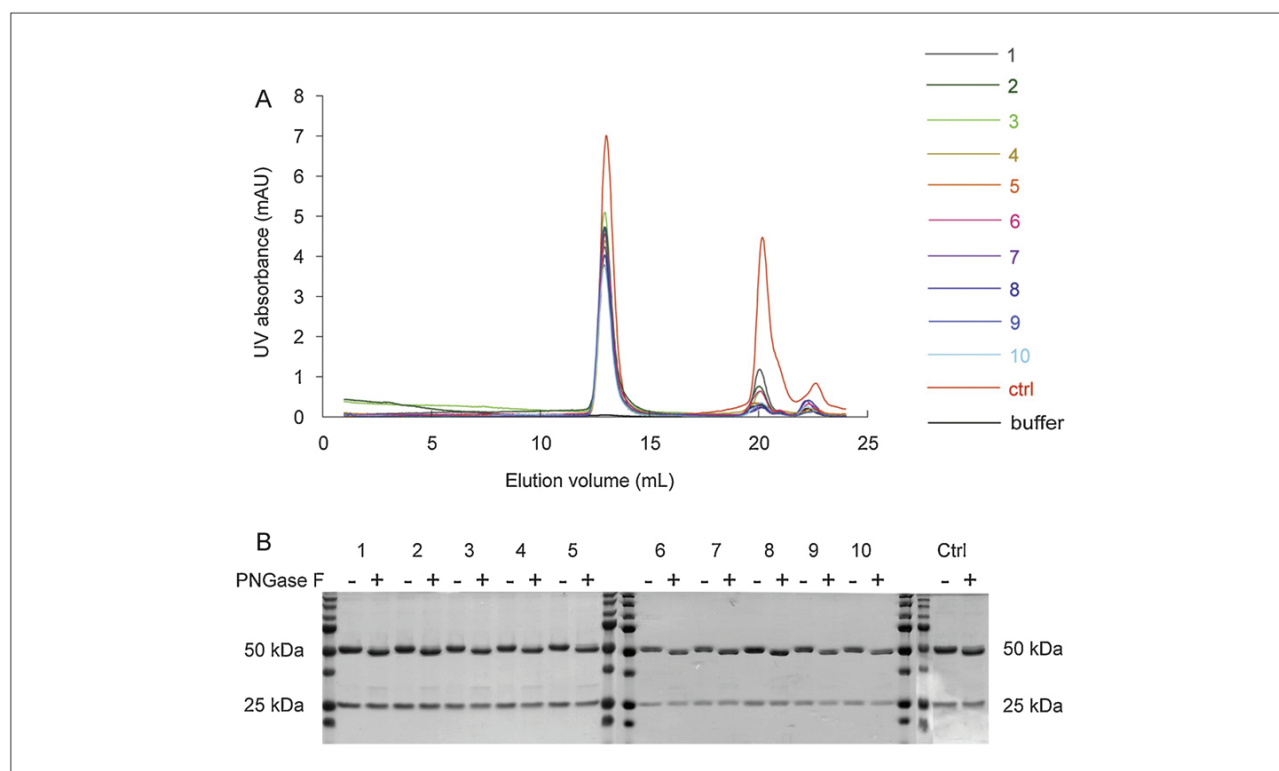 A
8
7
6
5
4
3
2
1
0
UV absorbance (mAU)
0 5 10 15 20 25
Elution volume (mL)
1
2
3
4
5
6
7
8
9
10
ctrl
buffer
B
1 2 3 4 5 6 7 8 9 10 Ctrl
PNGase F - + - + - + - + - + - + - + - + - + - + - +
50 kDa 50 kDa
25 kDa 25 kDa